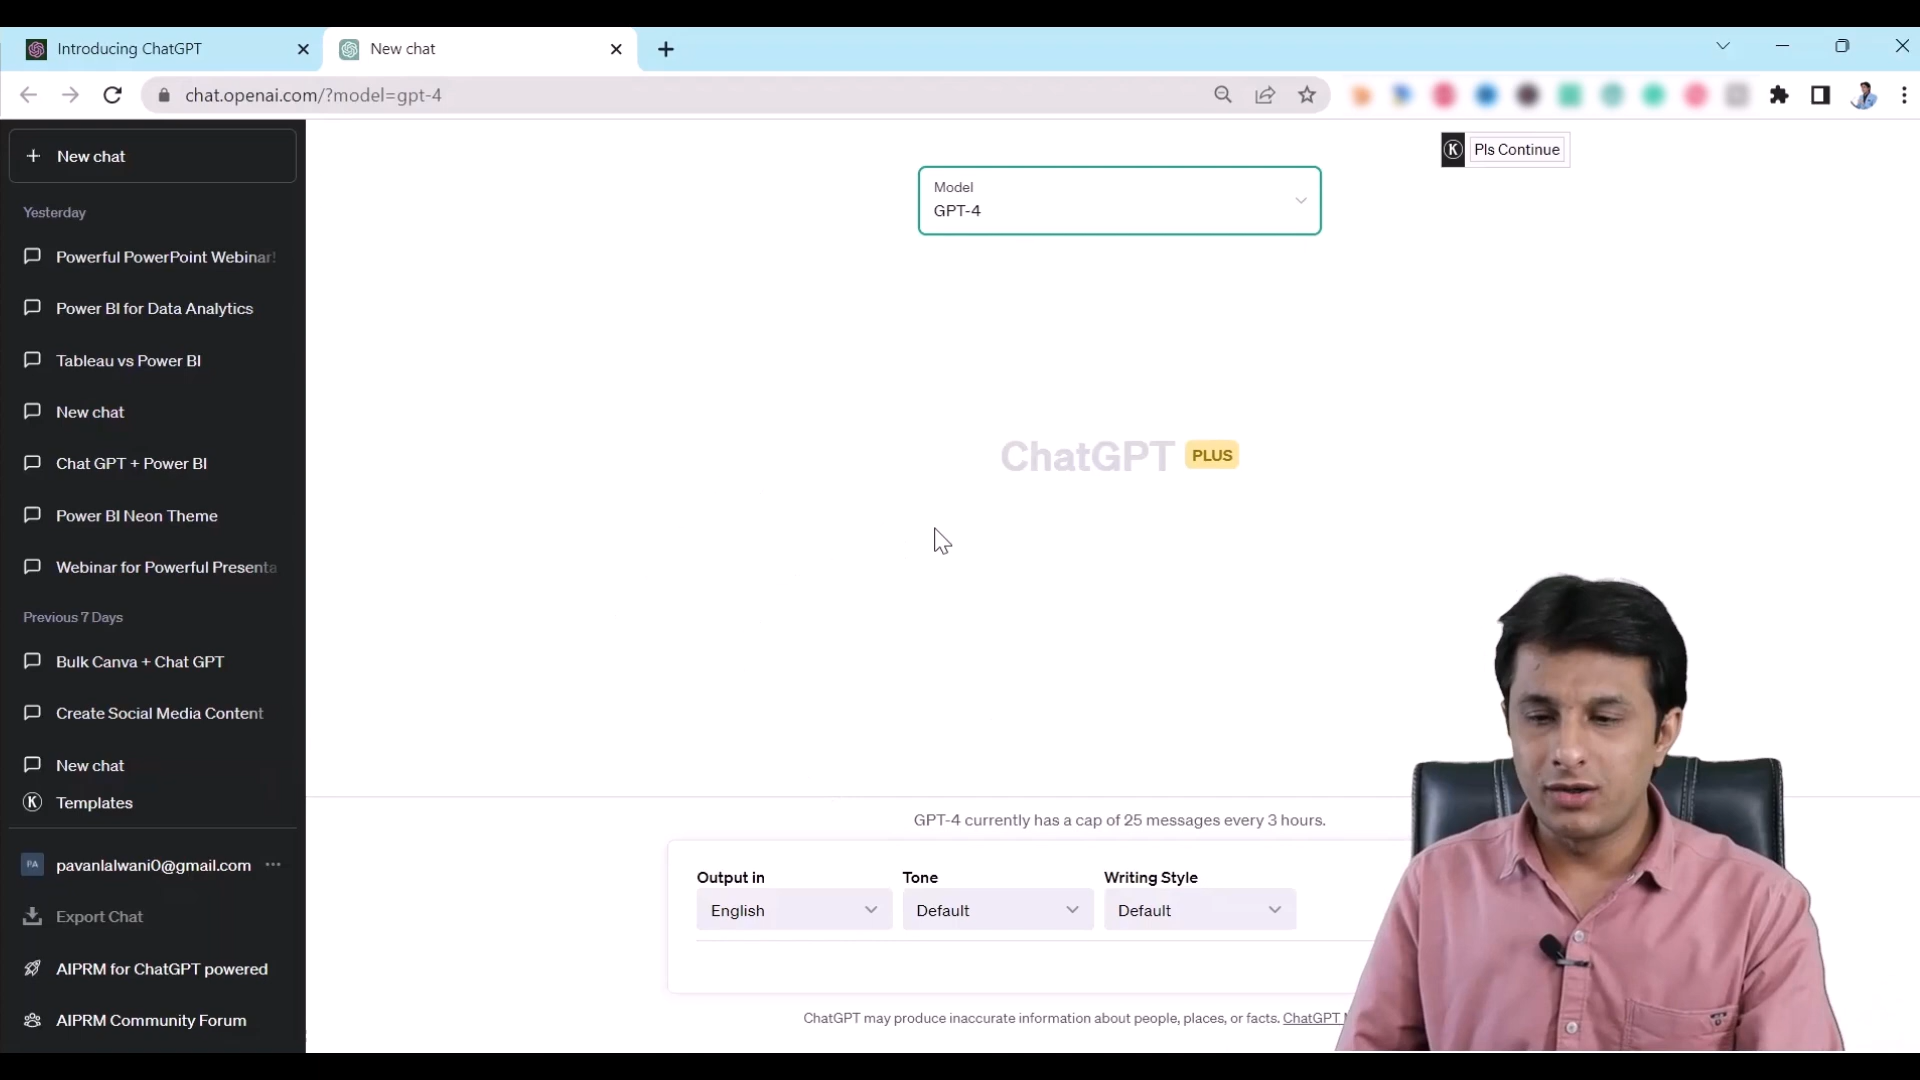 Introducing ChatGPT
New chat
chat.openai.com/?model=gpt-4
New chat
Pls Continue
Model
GPT-4
Yesterday
Powerful PowerPoint Webinar!
Power BI for Data Analytics
Tableau vs Power BI
New chat
Chat GPT + Power BI
Power BI Neon Theme
Webinar for Powerful Presenta
ChatGPT PLUS
Previous 7 Days
Bulk Canva + Chat GPT
Create Social Media Content
New chat
Templates
PA pavanlalwani0@gmail.com
Export Chat
AIPRM for ChatGPT powered
AIPRM Community Forum
GPT-4 currently has a cap of 25 messages every 3 hours.
Output in Tone Writing Style
English Default Default
ChatGPT may produce inaccurate information about people, places, or facts. ChatGPT